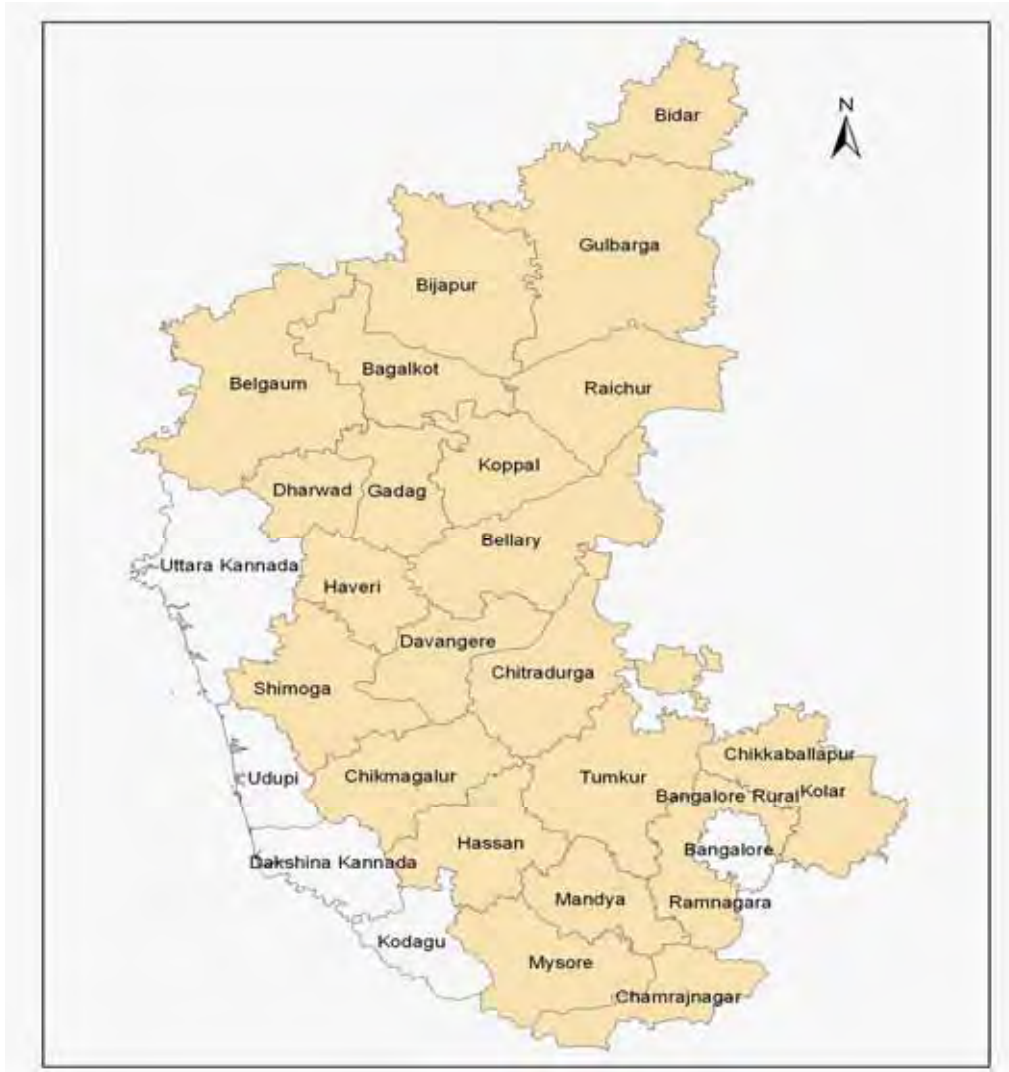 N
Bidar
Gulbarga
Bijapur
Bagalkot
Belgaum
Raichur
Koppal
Dharwad
Gadag
Bellary
Uttara Kannada
Haveri
Davangere
Chitradurga
Shimoga
Chikkaballapur
Udupi
Chikmagalur
Tumkur
Bangalore Rural
Kolar
Hassan
Bangalore
Dakshina Kannada
Mandya
Ramnagara
Kodagu
Mysore
Chamrajnagar